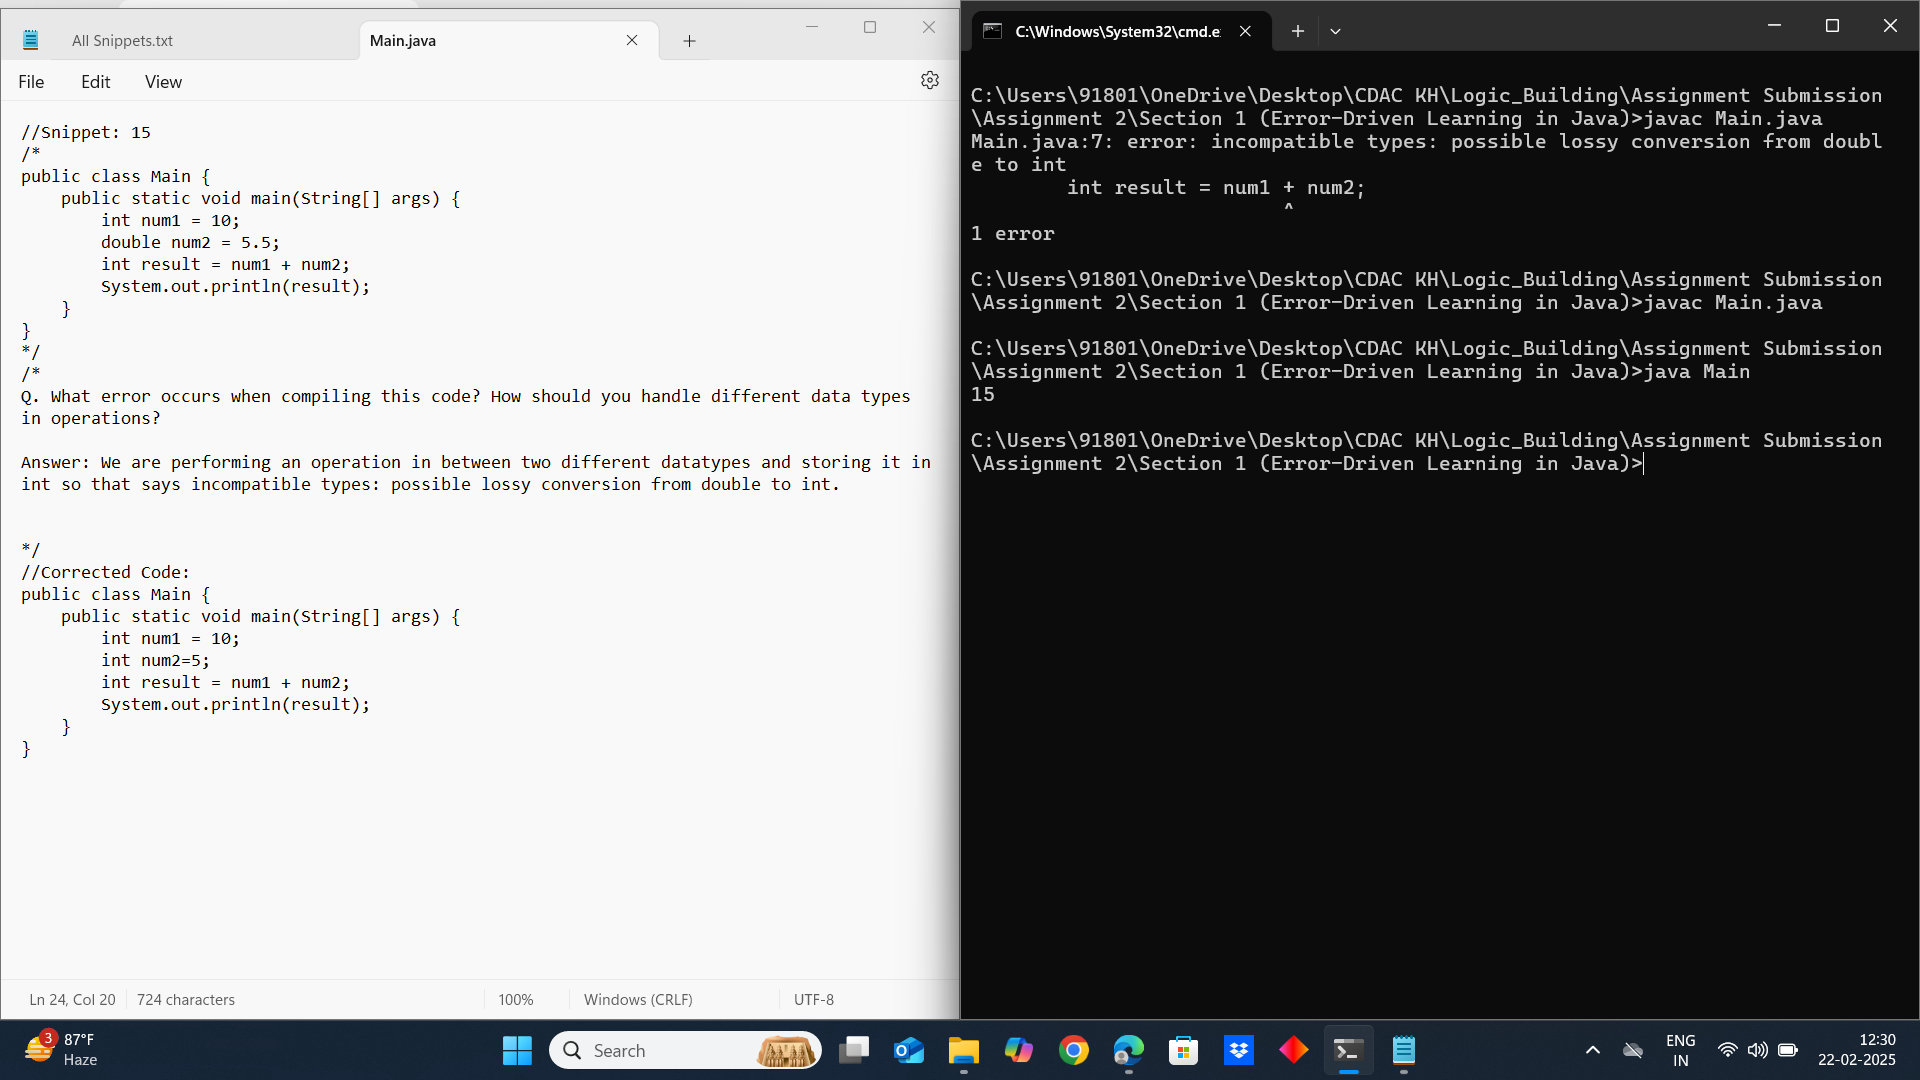 All Snippets.txt
Main.java
File Edit View
//Snippet: 15
/*
public class Main {
    public static void main(String[] args) {
        int num1 = 10;
        double num2 = 5.5;
        int result = num1 + num2;
        System.out.println(result);
    }
}
*/
/*
Q. What error occurs when compiling this code? How should you handle different data types
in operations?
Answer: We are performing an operation in between two different datatypes and storing it in
int so that says incompatible types: possible lossy conversion from double to int.
*/
//Corrected Code:
public class Main {
    public static void main(String[] args) {
        int num1 = 10;
        int num2=5;
        int result = num1 + num2;
        System.out.println(result);
    }
}
Ln 24, Col 20 724 characters 100% Windows (CRLF) UTF-8
C:\Windows\System32\cmd.e
C:\Users\91801\OneDrive\Desktop\CDAC KH\Logic_Building\Assignment Submission
\Assignment 2\Section 1 (Error-Driven Learning in Java)>javac Main.java
Main.java:7: error: incompatible types: possible lossy conversion from doubl
e to int
        int result = num1 + num2;
                          ^
1 error
C:\Users\91801\OneDrive\Desktop\CDAC KH\Logic_Building\Assignment Submission
\Assignment 2\Section 1 (Error-Driven Learning in Java)>javac Main.java
C:\Users\91801\OneDrive\Desktop\CDAC KH\Logic_Building\Assignment Submission
\Assignment 2\Section 1 (Error-Driven Learning in Java)>java Main
15
C:\Users\91801\OneDrive\Desktop\CDAC KH\Logic_Building\Assignment Submission
\Assignment 2\Section 1 (Error-Driven Learning in Java)>
3
87°F
Haze
Search
ENG
IN
12:30
22-02-2025